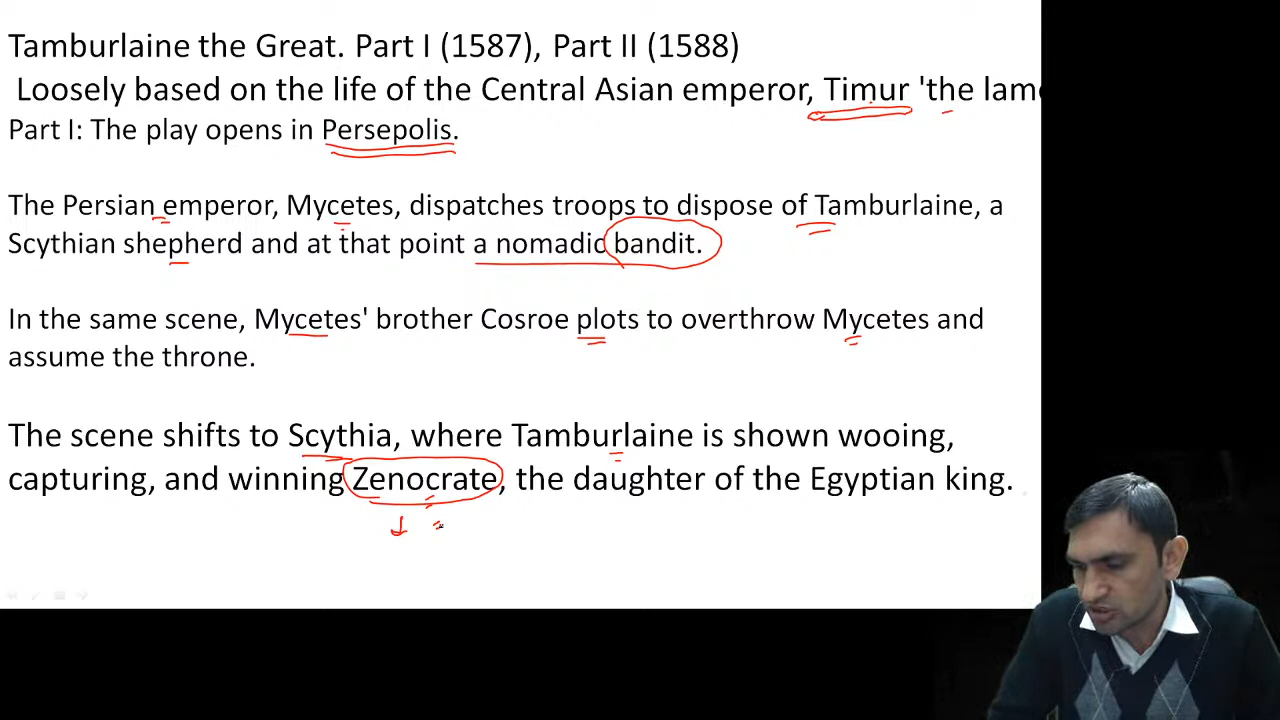 Tamburlaine the Great. Part I (1587), Part II (1588)
Loosely based on the life of the Central Asian emperor, Timur 'the lame
Part I: The play opens in Persepolis.
The Persian emperor, Mycetes, dispatches troops to dispose of Tamburlaine, a
Scythian shepherd and at that point a nomadic bandit.
In the same scene, Mycetes' brother Cosroe plots to overthrow Mycetes and
assume the throne.
The scene shifts to Scythia, where Tamburlaine is shown wooing,
capturing, and winning Zenocrate, the daughter of the Egyptian king.